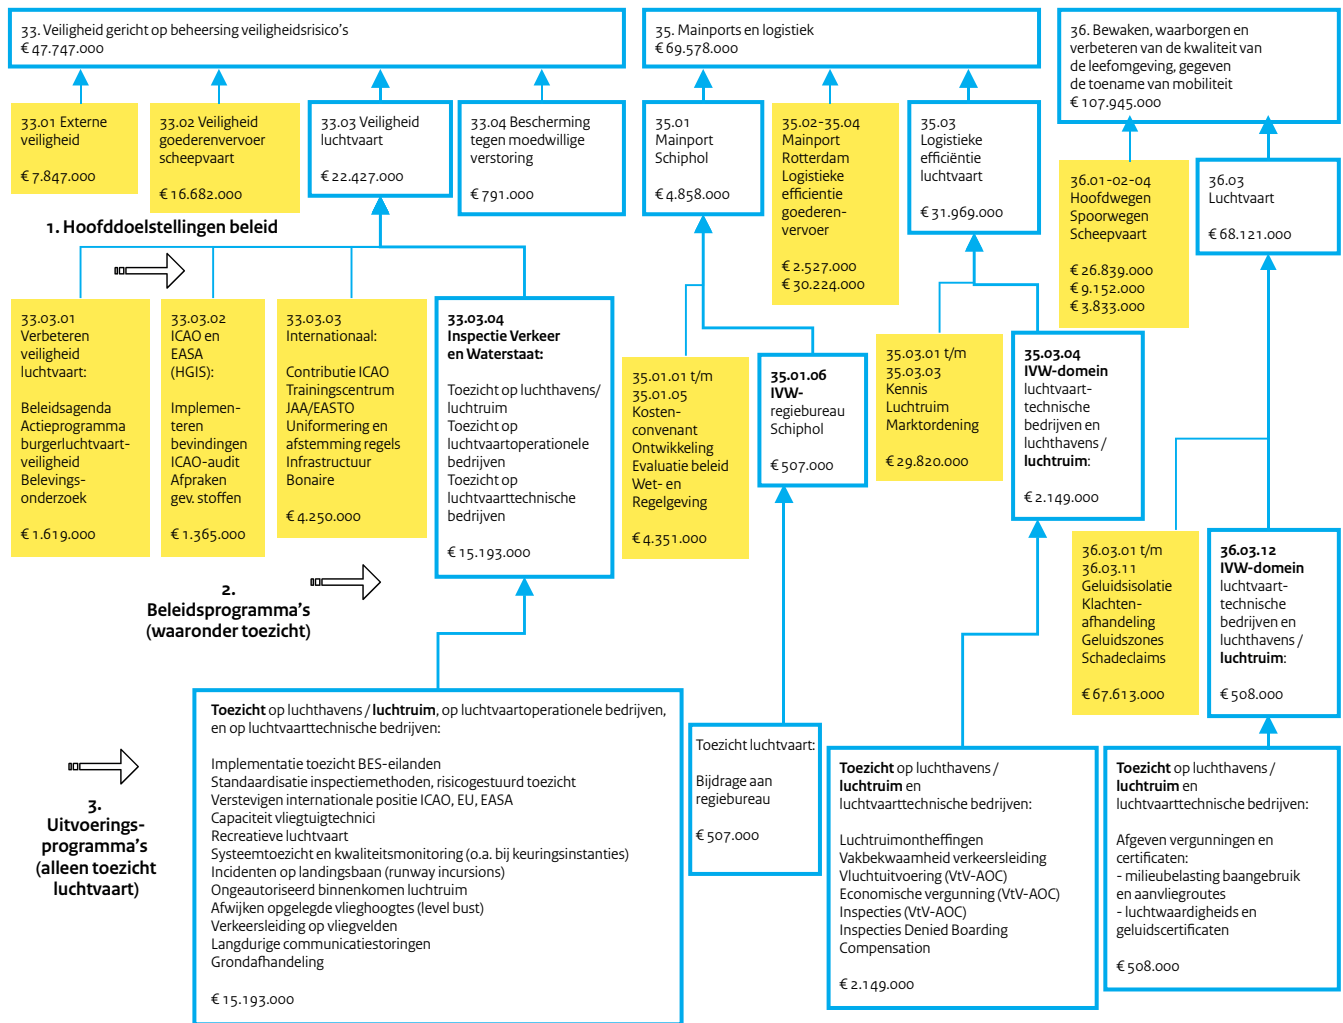 33. Veiligheid gericht op beheersing veiligheidsrisico's
€ 47.747.000
35. Mainports en logistiek
€ 69.578.000
36. Bewaken, waarborgen en
verbeteren van de kwaliteit van
de leefomgeving, gegeven
de toename van mobiliteit
€ 107.945.000
33.01 Externe
veiligheid
€ 7.847.000
33.02 Veiligheid
goederenvervoer
scheepvaart
€ 16.682.000
33.03 Veiligheid
luchtvaart
€ 22.427.000
33.04 Bescherming
tegen moedwillige
verstoring
€ 791.000
35.01
Mainport
Schiphol
€ 4.858.000
35.02-35.04
Mainport
Rotterdam
Logistieke
efficientie
goederen-
vervoer
€ 2.527.000
€ 30.224.000
35.03
Logistieke
efficiëntie
luchtvaart
€ 31.969.000
36.01-02-04
Hoofdwegen
Spoorwegen
Scheepvaart
€ 26.839.000
€ 9.152.000
€ 3.833.000
36.03
Luchtvaart
€ 68.121.000
1. Hoofddoelstellingen beleid
33.03.01
Verbeteren
veiligheid
luchtvaart:
Beleidsagenda
Actieprogramma
burgerluchtvaart-
veiligheid
Belevings-
onderzoek
€ 1.619.000
33.03.02
ICAO en
EASA
(HGIS):
Implemen-
teren
bevindingen
ICAO-audit
Afpraken
gev. stoffen
€ 1.365.000
33.03.03
Internationaal:
Contributie ICAO
Trainingscentrum
JAA/EASTO
Uniformering en
afstemming regels
Infrastructuur
Bonaire
€ 4.250.000
33.03.04
Inspectie Verkeer
en Waterstaat:
Toezicht op luchthavens/
luchtruim
Toezicht op
luchtvaartoperationele
bedrijven
Toezicht op
luchtvaarttechnische
bedrijven
€ 15.193.000
35.01.01 t/m
35.01.05
Kosten-
convenant
Ontwikkeling
Evaluatie beleid
Wet- en
Regelgeving
€ 4.351.000
35.01.06
IVW-
regiebureau
Schiphol
€ 507.000
35.03.01 t/m
35.03.03
Kennis
Luchtruim
Marktordening
€ 29.820.000
35.03.04
IVW-domein
luchtvaart-
technische
bedrijven en
luchthavens /
luchtruim:
€ 2.149.000
36.03.01 t/m
36.03.11
Geluidsisolatie
Klachten-
afhandeling
Geluidszones
Schadeclaims
€ 67.613.000
36.03.12
IVW-domein
luchtvaart-
technische
bedrijven en
luchthavens /
luchtruim:
€ 508.000
2.
Beleidsprogramma's
(waaronder toezicht)
3.
Uitvoerings-
programma's
(alleen toezicht
luchtvaart)
Toezicht op luchthavens / luchtruim, op luchtvaartoperationele bedrijven,
en op luchtvaarttechnische bedrijven:
Implementatie toezicht BES-eilanden
Standaardisatie inspectiemethoden, risicogestuurd toezicht
Verstevigen internationale positie ICAO, EU, EASA
Capaciteit vliegtuigtechnici
Recreatieve luchtvaart
Systeemtoezicht en kwaliteitsmonitoring (o.a. bij keuringsinstanties)
Incidenten op landingsbaan (runway incursions)
Ongeautoriseerd binnenkomen luchtruim
Afwijken opgelegde vlieghoogtes (level bust)
Verkeersleiding op vliegvelden
Langdurige communicatiestoringen
Grondafhandeling
€ 15.193.000
Toezicht luchtvaart:
Bijdrage aan
regiebureau
€ 507.000
Toezicht op luchthavens /
luchtruim en
luchtvaarttechnische bedrijven:
Luchtruimontheffingen
Vakbekwaamheid verkeersleiding
Vluchtuitvoering (VtV-AOC)
Economische vergunning (VtV-AOC)
Inspecties (VtV-AOC)
Inspecties Denied Boarding
Compensation
€ 2.149.000
Toezicht op luchthavens /
luchtruim en
luchtvaarttechnische bedrijven:
Afgeven vergunningen en
certificaten:
- milieubelasting baangebruik
en aanvliegroutes
- luchtwaardigheids en
geluidscertificaten
€ 508.000